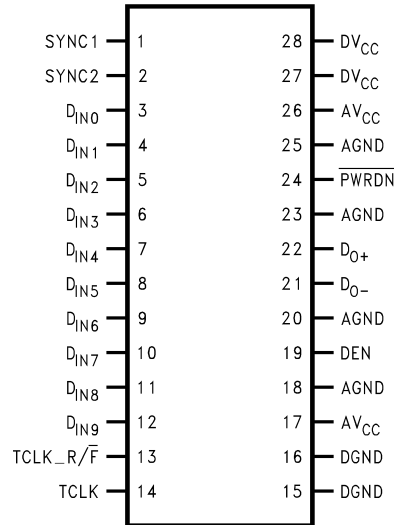 SYNC1 1 28 DVCC
SYNC2 2 27 DVCC
DIN0 3 26 AVCC
DIN1 4 25 AGND
DIN2 5 24 P̅W̅R̅D̅N̅
DIN3 6 23 AGND
DIN4 7 22 DO+
DIN5 8 21 DO−
DIN6 9 20 AGND
DIN7 10 19 DEN
DIN8 11 18 AGND
DIN9 12 17 AVCC
TCLK_R/F̅ 13 16 DGND
TCLK 14 15 DGND